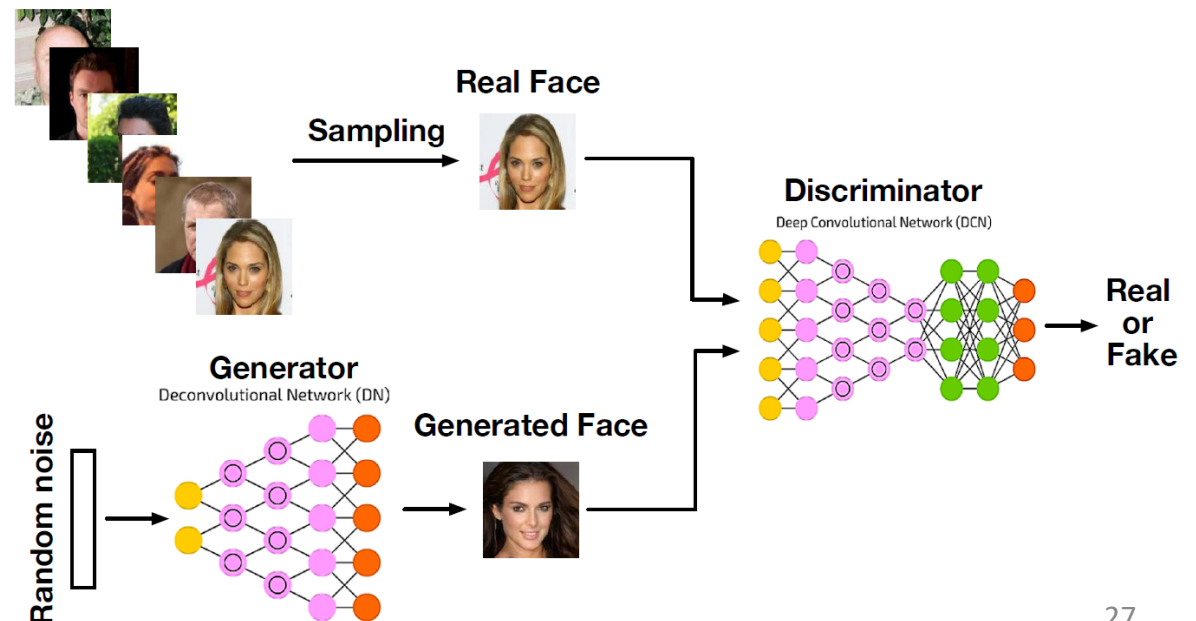 Real Face
Sampling
Discriminator
Deep Convolutional Network (DCN)
Real
or
Fake
Generator
Deconvolutional Network (DN)
Generated Face
Random noise
27